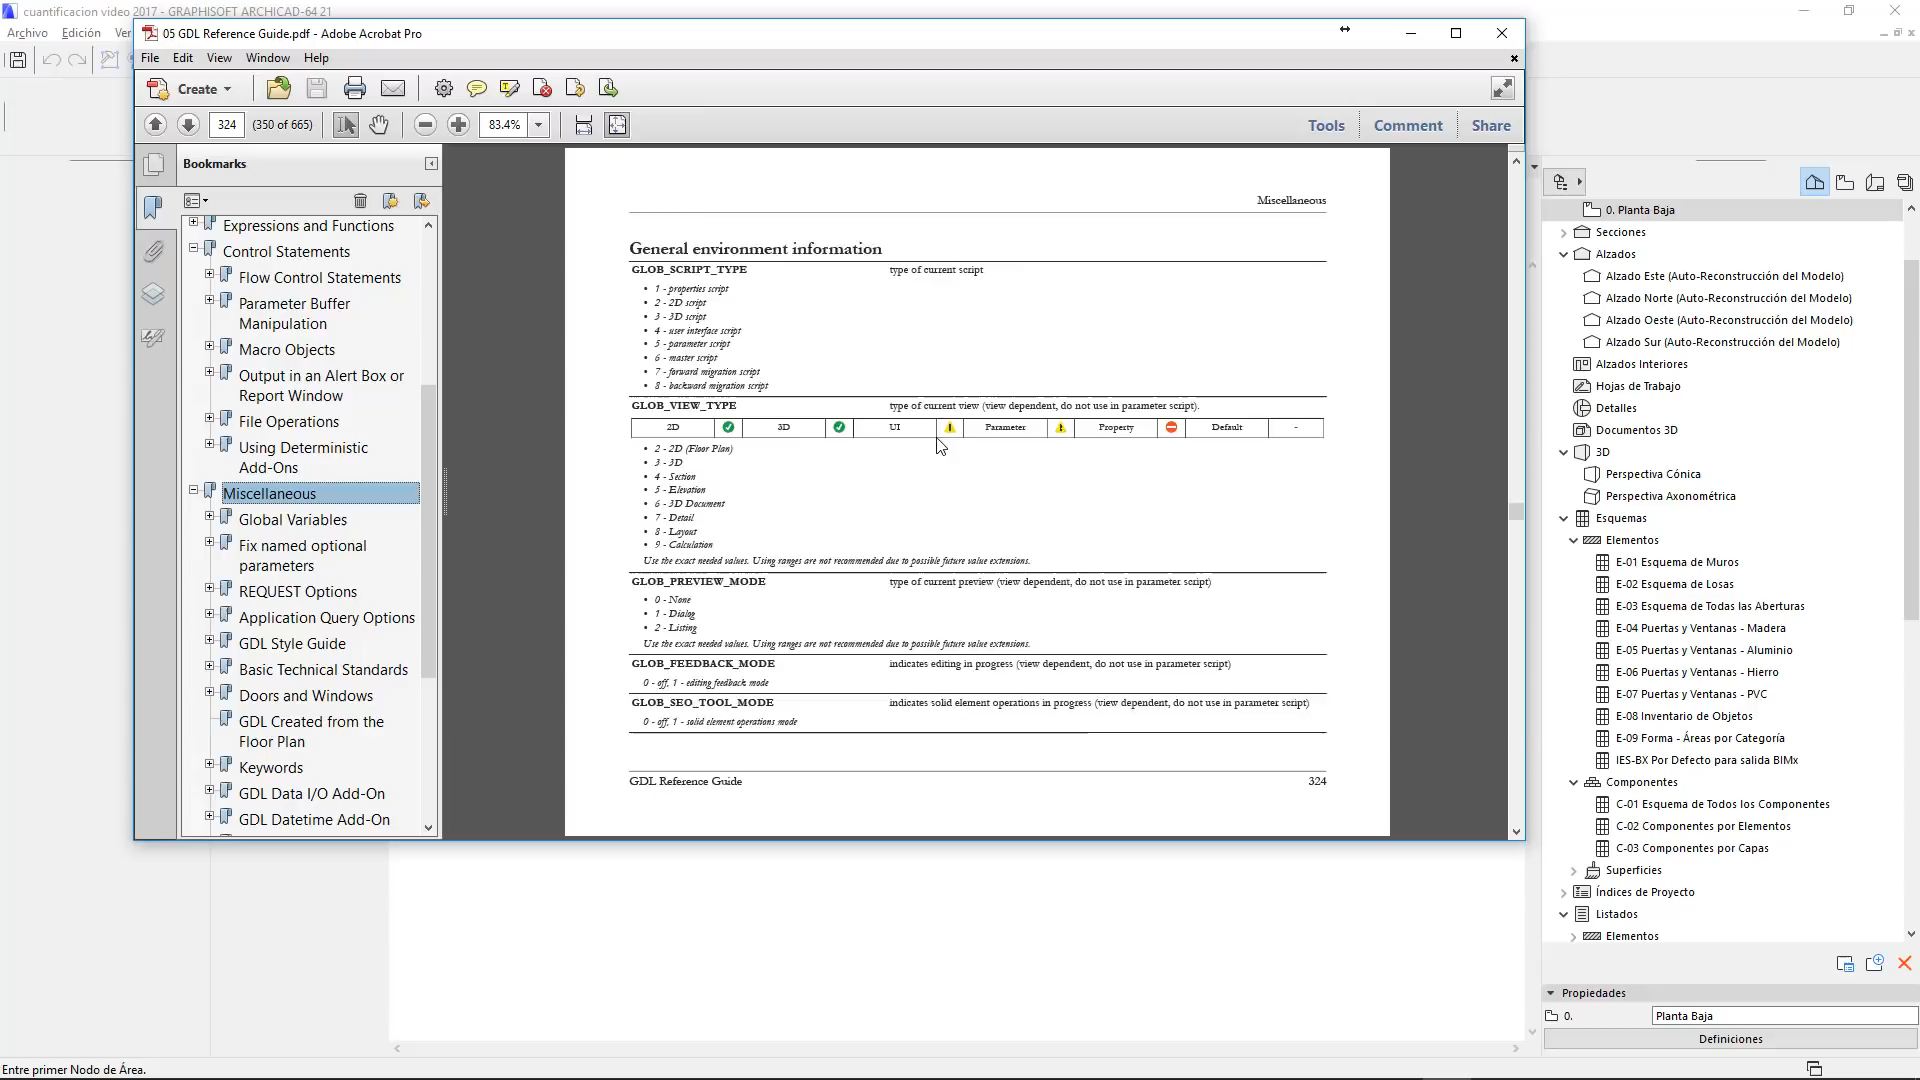 cuantificacion video 2017 - GRAPHISOFT ARCHICAD-64 21
Archivo Edición Ver
05 GDL Reference Guide.pdf - Adobe Acrobat Pro
File Edit View Window Help
Create
324 (350 of 665) 83.4% Tools Comment Share
Bookmarks
Expressions and Functions
Control Statements
Flow Control Statements
Parameter Buffer
Manipulation
Macro Objects
Output in an Alert Box or
Report Window
File Operations
Using Deterministic
Add-Ons
Miscellaneous
Global Variables
Fix named optional
parameters
REQUEST Options
Application Query Options
GDL Style Guide
Basic Technical Standards
Doors and Windows
GDL Created from the
Floor Plan
Keywords
GDL Data I/O Add-On
GDL Datetime Add-On
Miscellaneous
General environment information
GLOB_SCRIPT_TYPE type of current script
• 1 - properties script
• 2 - 2D script
• 3 - 3D script
• 4 - user interface script
• 5 - parameter script
• 6 - master script
• 7 - forward migration script
• 8 - backward migration script
GLOB_VIEW_TYPE type of current view (view dependent, do not use in parameter script).
2D 3D UI Parameter Property Default -
• 2 - 2D (Floor Plan)
• 3 - 3D
• 4 - Section
• 5 - Elevation
• 6 - 3D Document
• 7 - Detail
• 8 - Layout
• 9 - Calculation
Use the exact needed values. Using ranges are not recommended due to possible future value extensions.
GLOB_PREVIEW_MODE type of current preview (view dependent, do not use in parameter script)
• 0 - None
• 1 - Dialog
• 2 - Listing
Use the exact needed values. Using ranges are not recommended due to possible future value extensions.
GLOB_FEEDBACK_MODE indicates editing in progress (view dependent, do not use in parameter script)
0 - off, 1 - editing feedback mode
GLOB_SEO_TOOL_MODE indicates solid element operations in progress (view dependent, do not use in parameter script)
0 - off, 1 - solid element operations mode
GDL Reference Guide 324
0. Planta Baja
Secciones
Alzados
Alzado Este (Auto-Reconstrucción del Modelo)
Alzado Norte (Auto-Reconstrucción del Modelo)
Alzado Oeste (Auto-Reconstrucción del Modelo)
Alzado Sur (Auto-Reconstrucción del Modelo)
Alzados Interiores
Hojas de Trabajo
Detalles
Documentos 3D
3D
Perspectiva Cónica
Perspectiva Axonométrica
Esquemas
Elementos
E-01 Esquema de Muros
E-02 Esquema de Losas
E-03 Esquema de Todas las Aberturas
E-04 Puertas y Ventanas - Madera
E-05 Puertas y Ventanas - Aluminio
E-06 Puertas y Ventanas - Hierro
E-07 Puertas y Ventanas - PVC
E-08 Inventario de Objetos
E-09 Forma - Áreas por Categoría
IES-BX Por Defecto para salida BIMx
Componentes
C-01 Esquema de Todos los Componentes
C-02 Componentes por Elementos
C-03 Componentes por Capas
Superficies
Índices de Proyecto
Listados
Elementos
Propiedades
0. Planta Baja
Definiciones
Entre primer Nodo de Área.